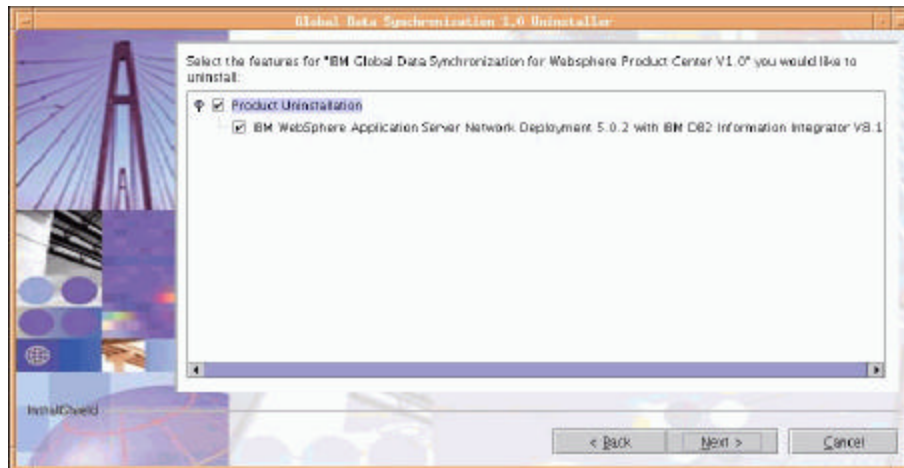 Global Data Synchronization 1.0 Uninstaller
Select the features for "IBM Global Data Synchronization for Websphere Product Center V1.0" you would like to
uninstall:
Product Uninstallation
IBM WebSphere Application Server Network Deployment 5.0.2 with IBM DB2 Information Integrator V8.1
InstallShield
< Back
Next >
Cancel